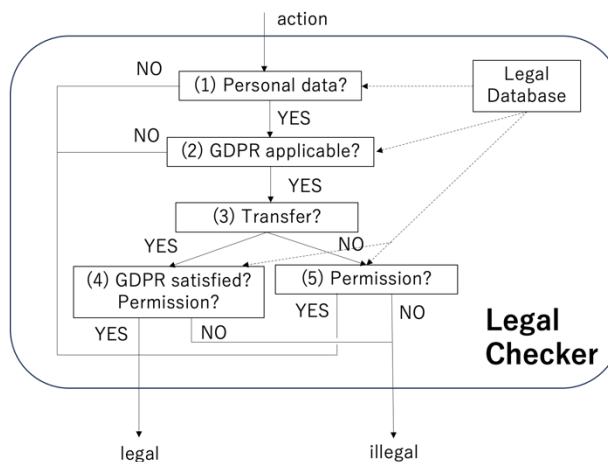 action
NO
(1) Personal data?
Legal
Database
YES
NO
(2) GDPR applicable?
YES
(3) Transfer?
YES
NO
(4) GDPR satisfied?
Permission?
(5) Permission?
YES
NO
YES
NO
Legal
Checker
legal
illegal